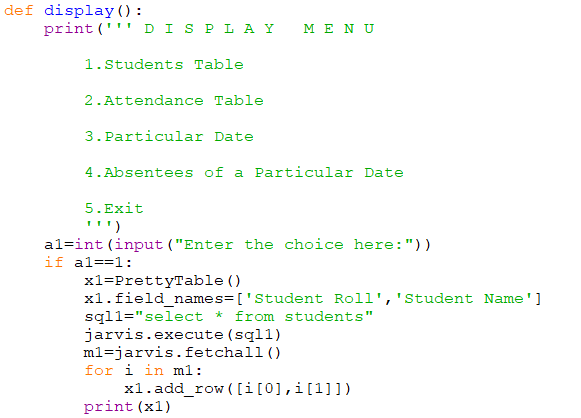 def display():
    print(''' D I S P L A Y   M E N U

        1.Students Table

        2.Attendance Table

        3.Particular Date

        4.Absentees of a Particular Date

        5.Exit
        ''')
    a1=int(input("Enter the choice here:"))
    if a1==1:
        x1=PrettyTable()
        x1.field_names=['Student Roll','Student Name']
        sql1="select * from students"
        jarvis.execute(sql1)
        m1=jarvis.fetchall()
        for i in m1:
            x1.add_row([i[0],i[1]])
        print(x1)